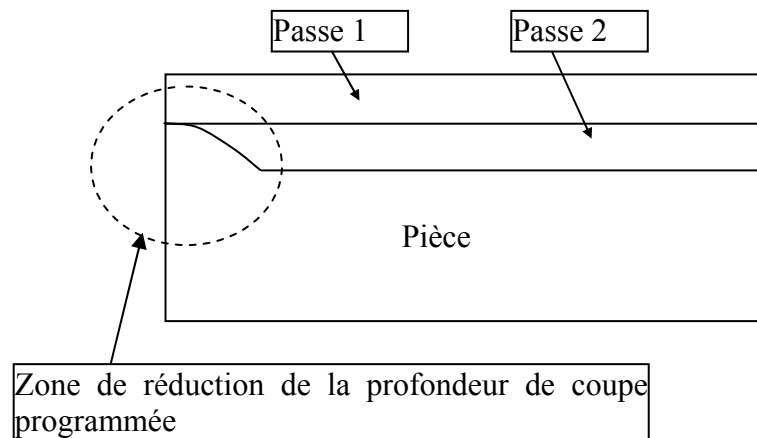 Passe 1
Passe 2
Pièce
Zone de réduction de la profondeur de coupe
programmée